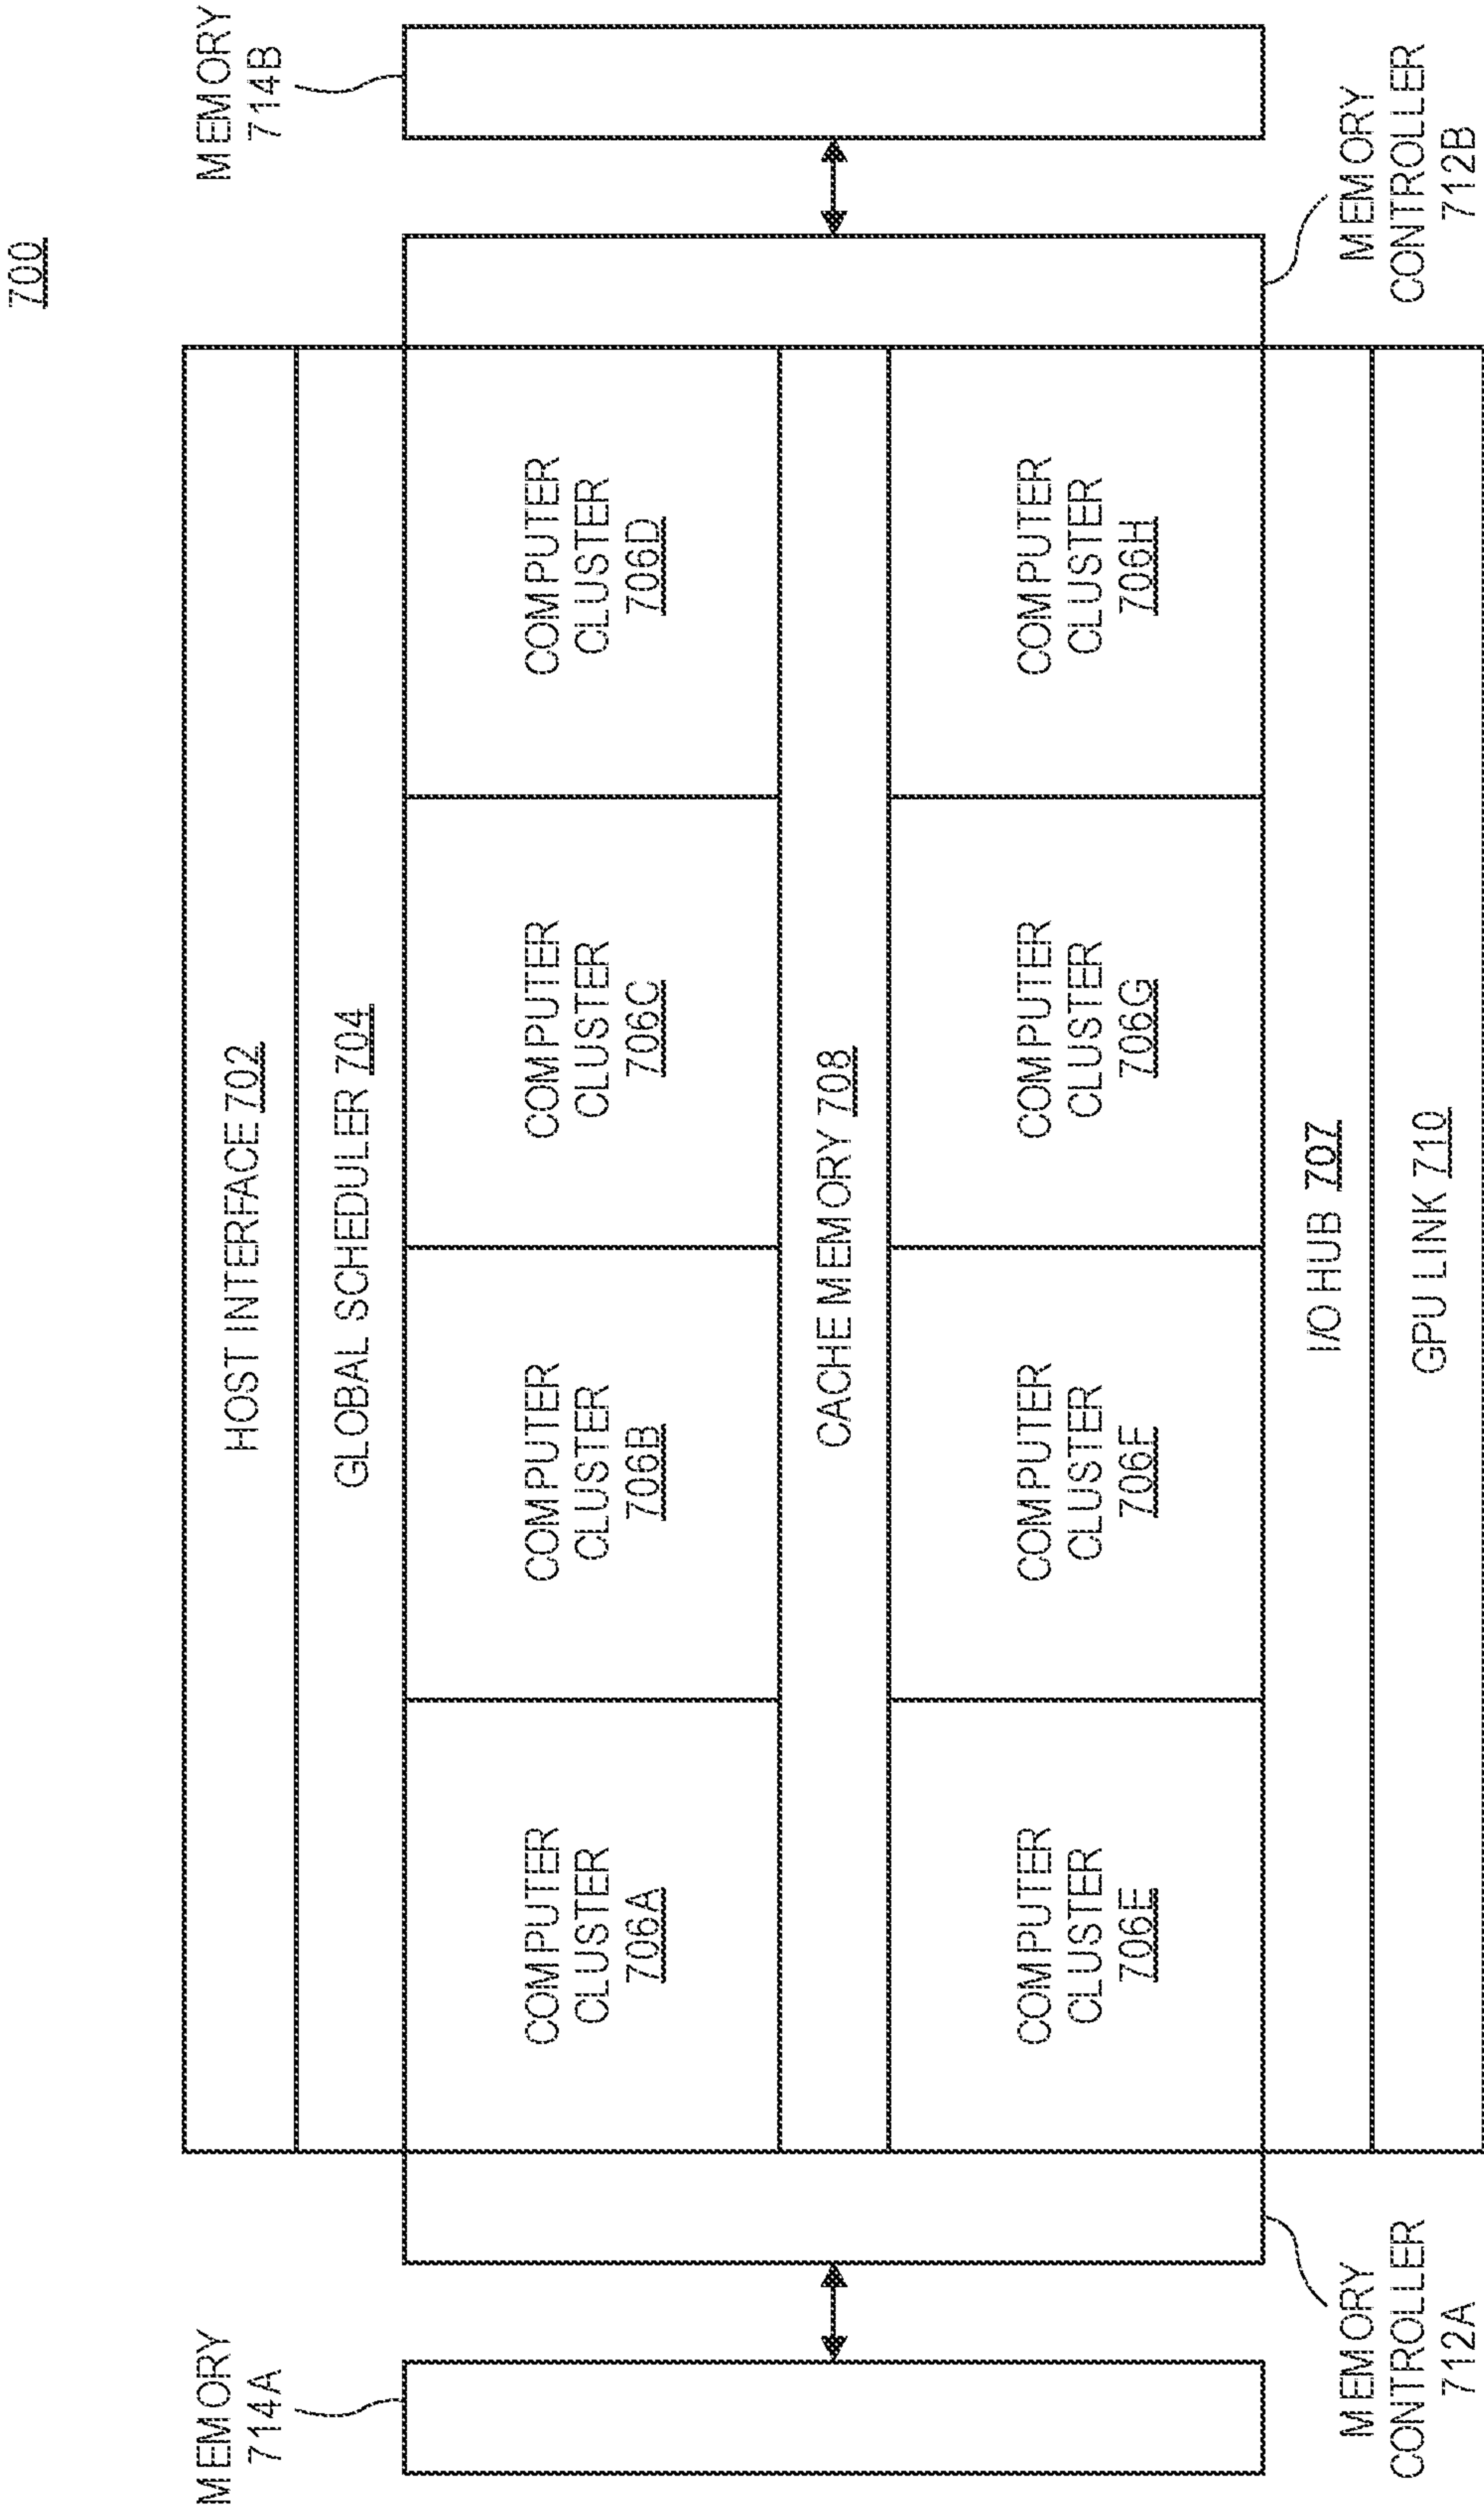 700
HOST INTERFACE 702
GLOBAL SCHEDULER 704
MEMORY
714A
MEMORY
714B
COMPUTER
CLUSTER
706A
COMPUTER
CLUSTER
706B
COMPUTER
CLUSTER
706C
COMPUTER
CLUSTER
706D
CACHE MEMORY 708
COMPUTER
CLUSTER
706E
COMPUTER
CLUSTER
706F
COMPUTER
CLUSTER
706G
COMPUTER
CLUSTER
706H
I/O HUB 707
GPU LINK 710
MEMORY
CONTROLLER
712A
MEMORY
CONTROLLER
712B